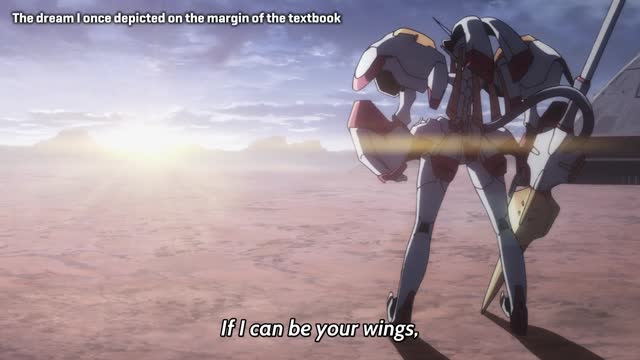 The dream I once depicted on the margin of the textbook
If I can be your wings,